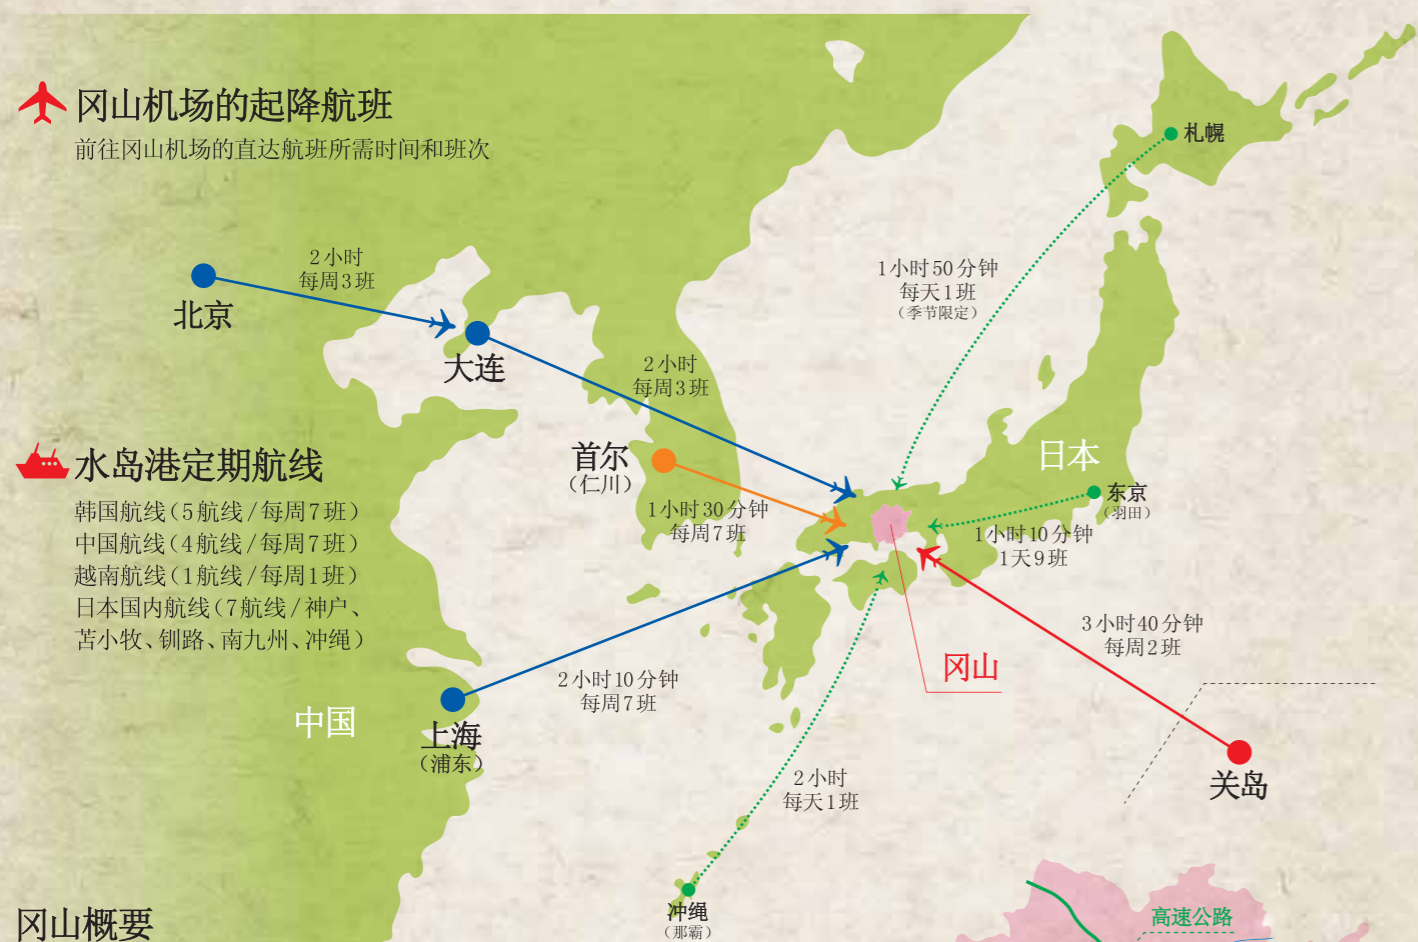 冈山机场的起降航班
前往冈山机场的直达航班所需时间和班次
札幌
2小时
每周3班
北京
1小时50分钟
每天1班
（季节限定）
大连
2小时
每周3班
日本
首尔
（仁川）
1小时30分钟
每周7班
东京
（羽田）
1小时10分钟
1天9班
水岛港定期航线
韩国航线（5航线/每周7班）
中国航线（4航线/每周7班）
越南航线（1航线/每周1班）
日本国内航线（7航线/神户、
苫小牧、钏路、南九州、冲绳）
3小时40分钟
每周2班
冈山
2小时10分钟
每周7班
中国
上海
（浦东）
关岛
2小时
每天1班
冲绳
（那霸）
冈山概要
高速公路